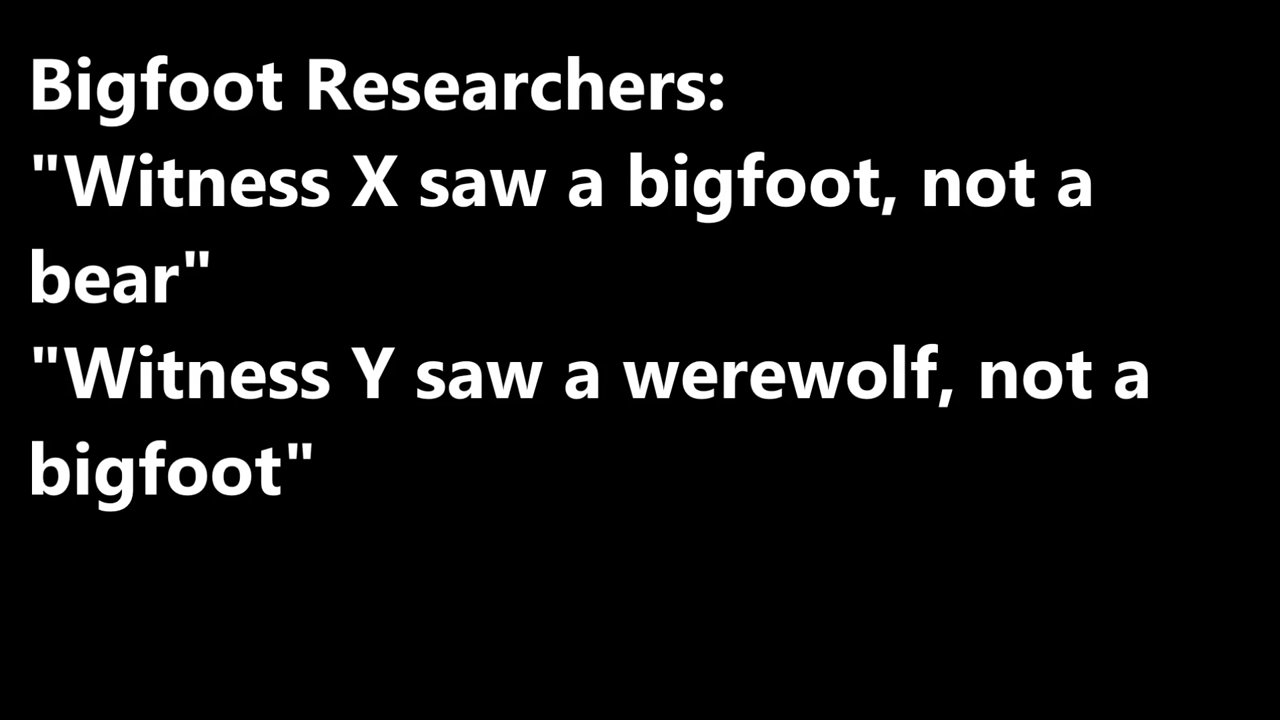 Bigfoot Researchers:
"Witness X saw a bigfoot, not a
bear"
"Witness Y saw a werewolf, not a
bigfoot"